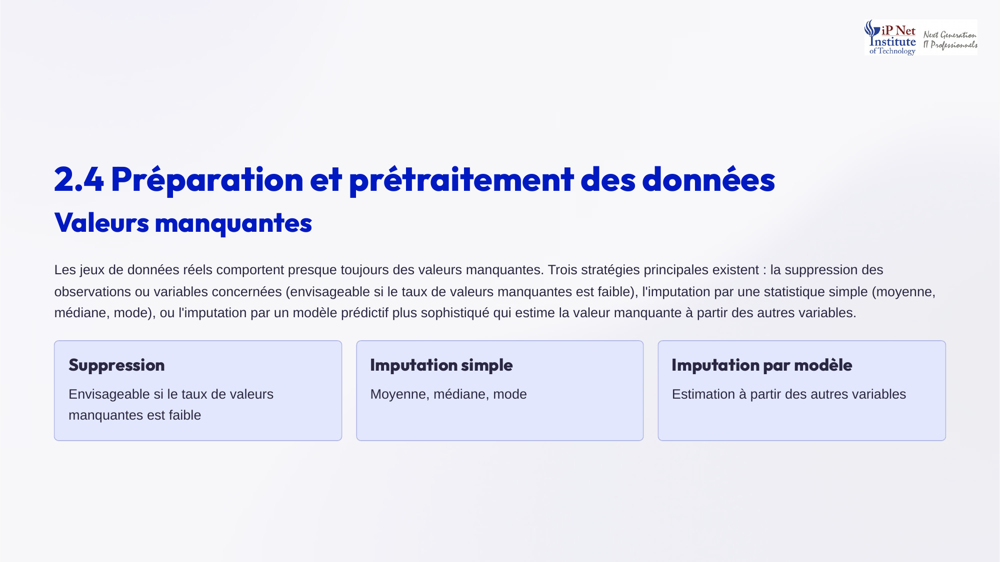 iP Net
Institute
of Technology
Next Generation
IT Professionnels
2.4 Préparation et prétraitement des données
Valeurs manquantes
Les jeux de données réels comportent presque toujours des valeurs manquantes. Trois stratégies principales existent : la suppression des
observations ou variables concernées (envisageable si le taux de valeurs manquantes est faible), l'imputation par une statistique simple (moyenne,
médiane, mode), ou l'imputation par un modèle prédictif plus sophistiqué qui estime la valeur manquante à partir des autres variables.
Suppression
Envisageable si le taux de valeurs
manquantes est faible
Imputation simple
Moyenne, médiane, mode
Imputation par modèle
Estimation à partir des autres variables